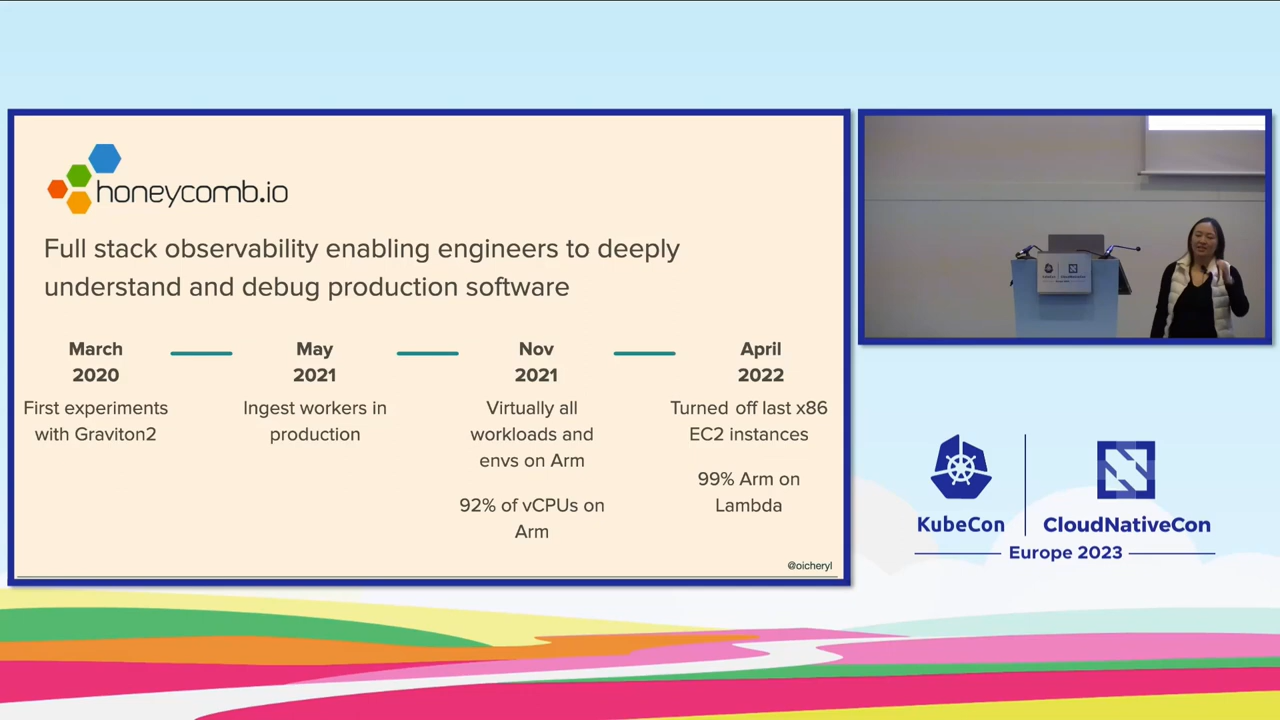 honeycomb.io
Full stack observability enabling engineers to deeply
understand and debug production software
March
2020
First experiments
with Graviton2
May
2021
Ingest workers in
production
Nov
2021
Virtually all
workloads and
envs on Arm
92% of vCPUs on
Arm
April
2022
Turned off last x86
EC2 instances
99% Arm on
Lambda
@oicheryl
KubeCon
CloudNativeCon
Europe 2023